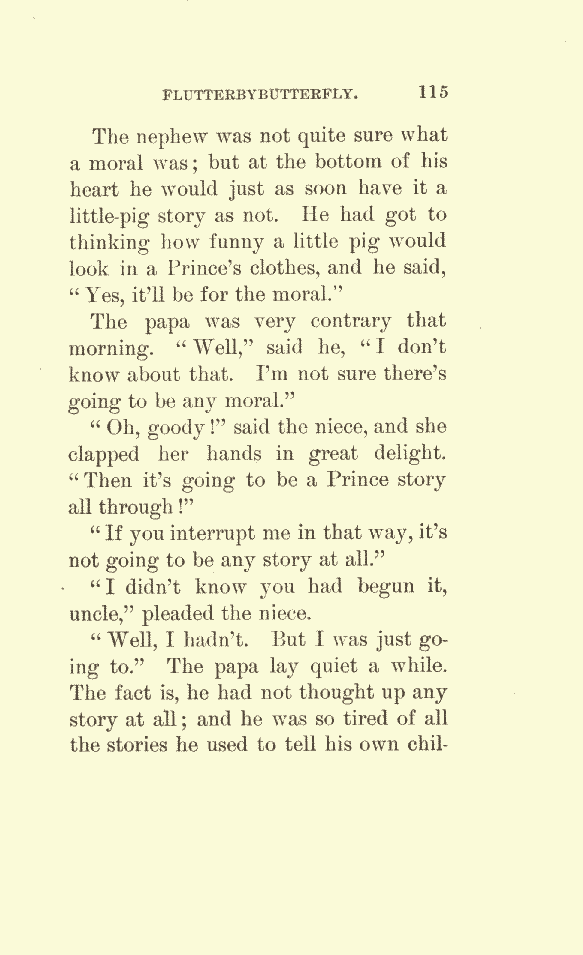 FLUTTERBYBUTTERFLY. 115
The nephew was not quite sure what
a moral was; but at the bottom of his
heart he would just as soon have it a
little-pig story as not. He had got to
thinking how funny a little pig would
look in a Prince's clothes, and he said,
"Yes, it'll be for the moral."
The papa was very contrary that
morning. "Well," said he, "I don't
know about that. I'm not sure there's
going to be any moral."
"Oh, goody!" said the niece, and she
clapped her hands in great delight.
"Then it's going to be a Prince story
all through!"
"If you interrupt me in that way, it's
not going to be any story at all."
"I didn't know you had begun it,
uncle," pleaded the niece.
"Well, I hadn't. But I was just go-
ing to." The papa lay quiet a while.
The fact is, he had not thought up any
story at all; and he was so tired of all
the stories he used to tell his own chil-